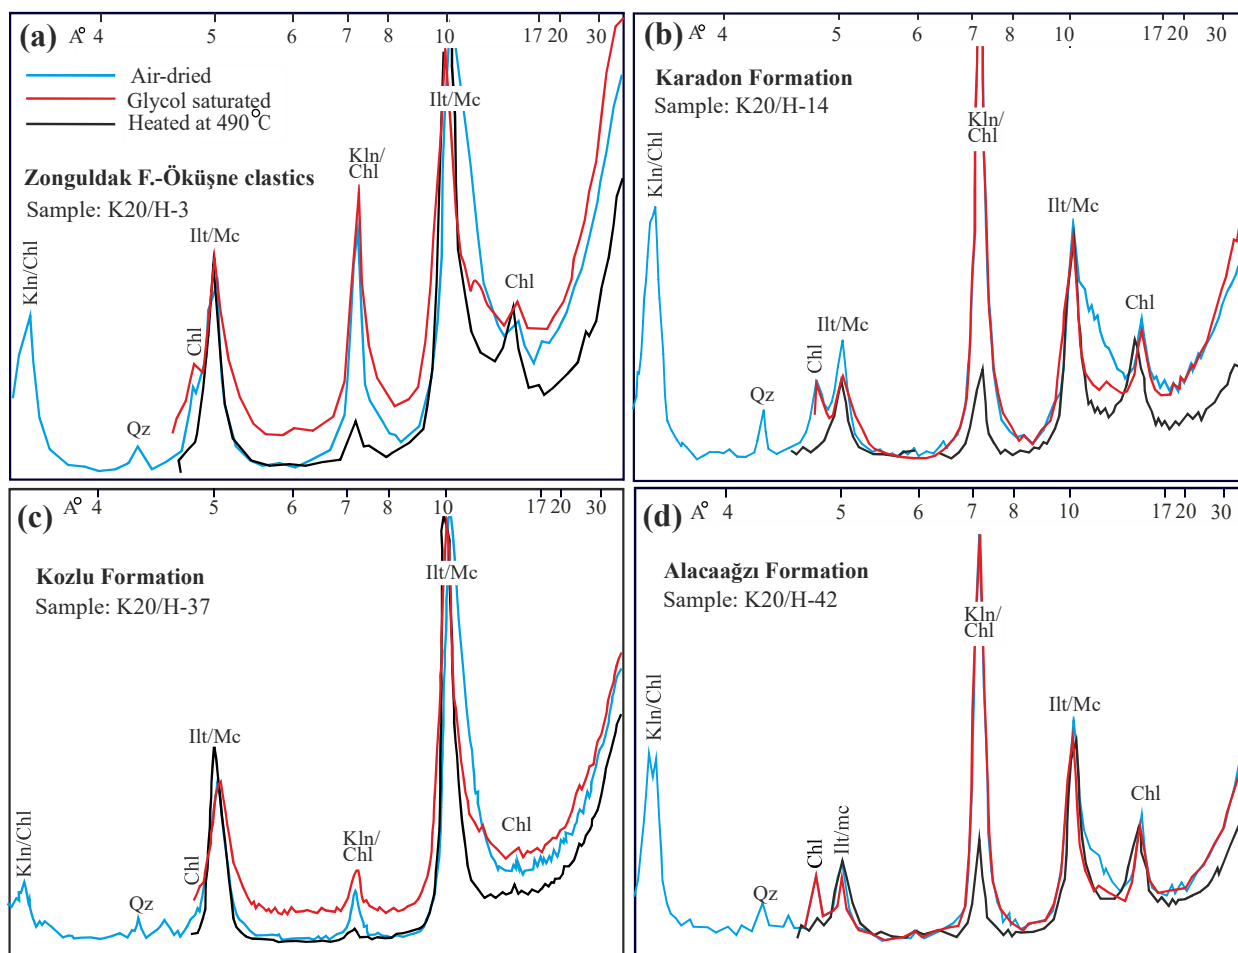 (a) A° 4 5 6 7 8 10 17 20 30
Air-dried
Glycol saturated
Heated at 490°C
Zonguldak F.-Öküşne clastics
Sample: K20/H-3
Kln/Chl
Qz
Chl
Ilt/Mc
Kln/
Chl
Ilt/Mc
Chl
(b) A° 4 5 6 7 8 10 17 20 30
Karadon Formation
Sample: K20/H-14
Kln/Chl
Qz
Chl
Ilt/Mc
Kln/
Chl
Ilt/Mc
Chl
(c) A° 4 5 6 7 8 10 17 20 30
Kozlu Formation
Sample: K20/H-37
Kln/Chl
Qz
Chl
Ilt/Mc
Kln/
Chl
Ilt/Mc
Chl
(d) A° 4 5 6 7 8 10 17 20 30
Alacaağzı Formation
Sample: K20/H-42
Kln/Chl
Qz
Chl
Ilt/mc
Kln/
Chl
Ilt/Mc
Chl